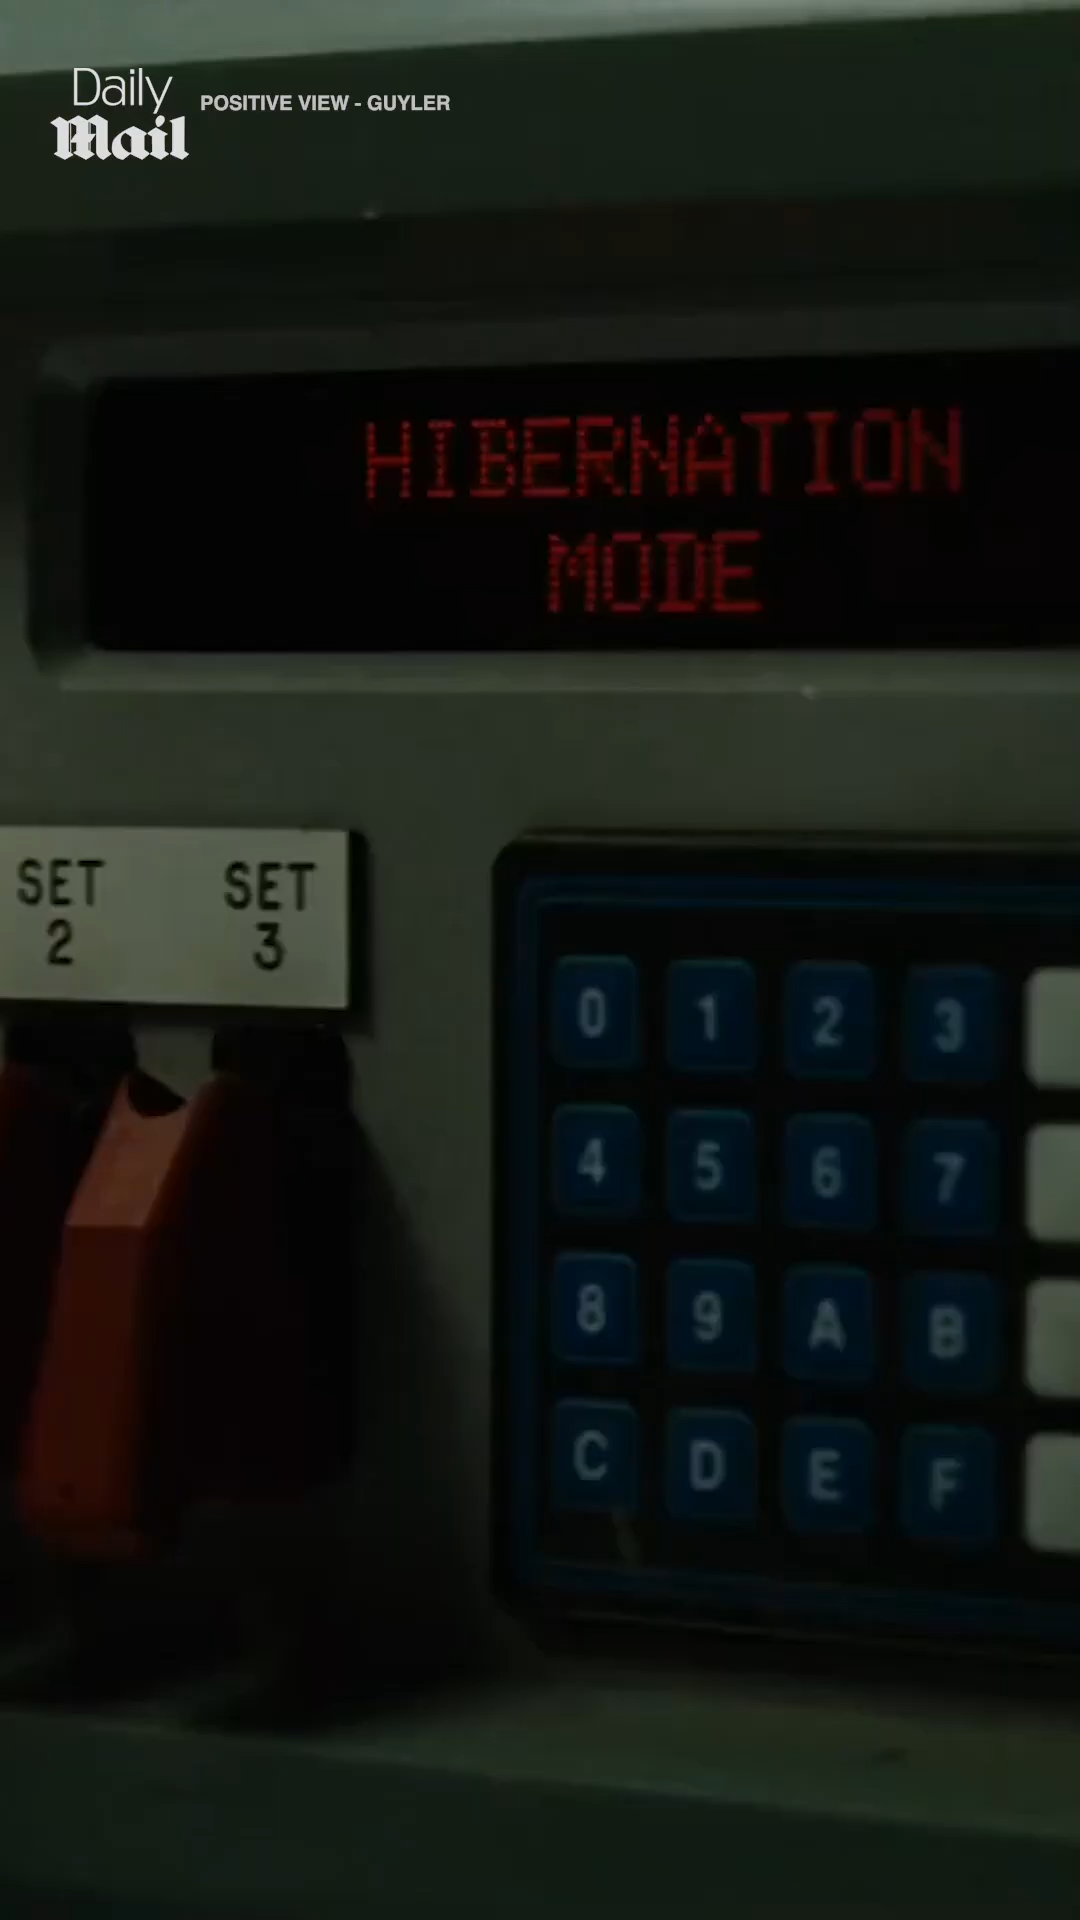 Daily
Mail
POSITIVE VIEW - GUYLER
HIBERNATION
MODE
SET SET
2 3
0 1 2 3
4 5 6 7
8 9 A B
C D E F